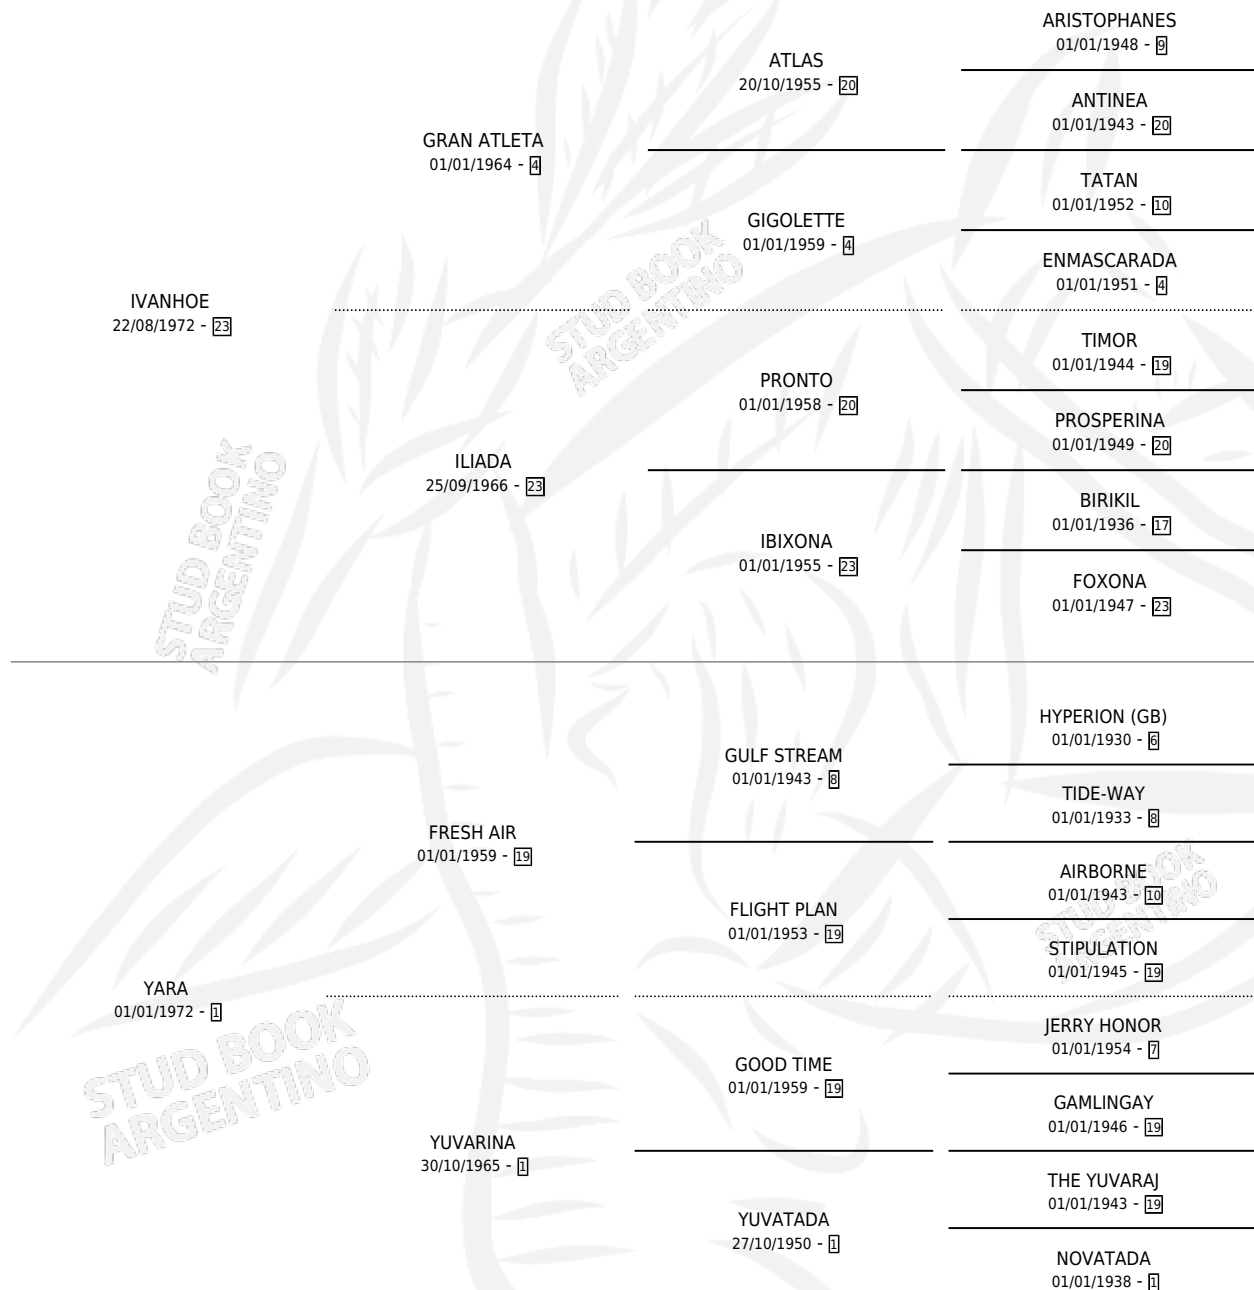 ARISTOPHANES
01/01/1948 - 9
ATLAS
20/10/1955 - 20
ANTINEA
01/01/1943 - 20
GRAN ATLETA
01/01/1964 - 4
TATAN
01/01/1952 - 10
GIGOLETTE
01/01/1959 - 4
ENMASCARADA
01/01/1951 - 4
IVANHOE
22/08/1972 - 23
STUD BOOK
ARGENTINO
TIMOR
01/01/1944 - 19
PRONTO
01/01/1958 - 20
PROSPERINA
01/01/1949 - 20
ILIADA
25/09/1966 - 23
BIRIKIL
01/01/1936 - 17
IBIXONA
01/01/1955 - 23
FOXONA
01/01/1947 - 23
STUD BOOK
ARGENTINO
HYPERION (GB)
01/01/1930 - 6
GULF STREAM
01/01/1943 - 8
TIDE-WAY
01/01/1933 - 8
FRESH AIR
01/01/1959 - 19
AIRBORNE
01/01/1943 - 10
FLIGHT PLAN
01/01/1953 - 19
STUD BOOK
ARGENTINO
STIPULATION
01/01/1945 - 19
YARA
01/01/1972 - 1
JERRY HONOR
01/01/1954 - 7
STUD BOOK
ARGENTINO
GOOD TIME
01/01/1959 - 19
GAMLINGAY
01/01/1946 - 19
YUVARINA
30/10/1965 - 1
THE YUVARAJ
01/01/1943 - 19
YUVATADA
27/10/1950 - 1
NOVATADA
01/01/1938 - 1